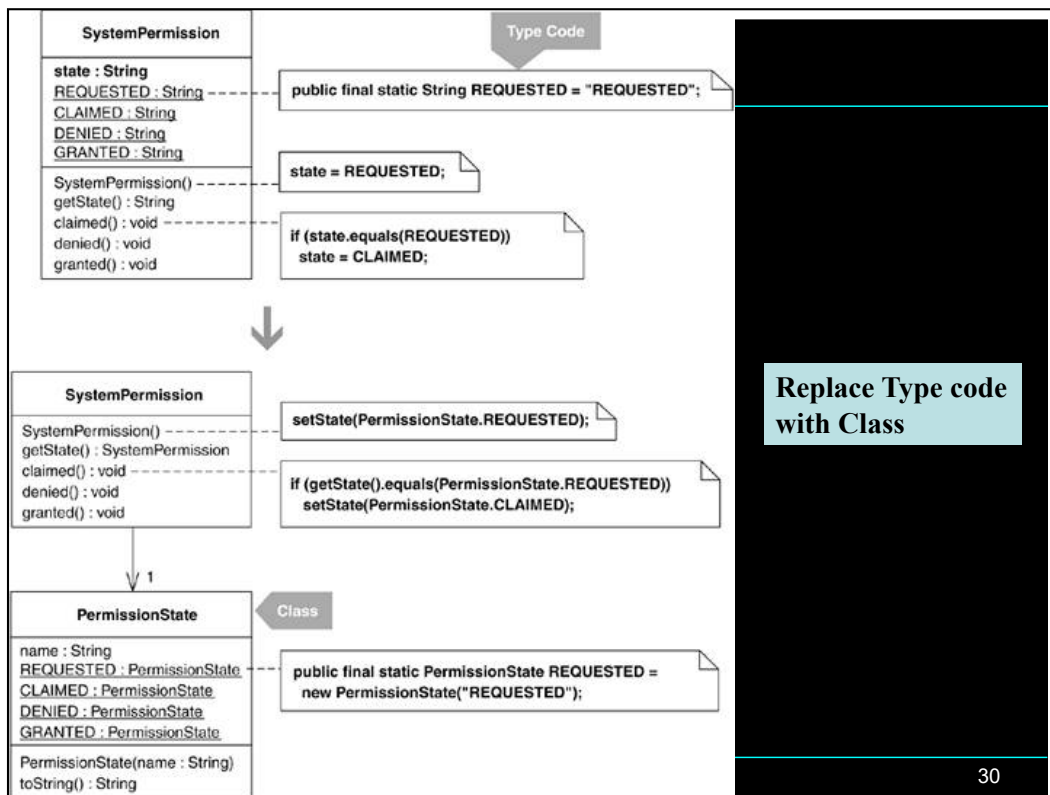 SystemPermission
Type Code
state : String
REQUESTED : String
CLAIMED : String
DENIED : String
GRANTED : String
public final static String REQUESTED = "REQUESTED";
SystemPermission()
getState() : String
claimed() : void
denied() : void
granted() : void
state = REQUESTED;
if (state.equals(REQUESTED))
state = CLAIMED;
SystemPermission
SystemPermission()
getState() : SystemPermission
claimed() : void
denied() : void
granted() : void
setState(PermissionState.REQUESTED);
if (getState().equals(PermissionState.REQUESTED))
setState(PermissionState.CLAIMED);
Replace Type code
with Class
1
PermissionState
Class
name : String
REQUESTED : PermissionState
CLAIMED : PermissionState
DENIED : PermissionState
GRANTED : PermissionState
public final static PermissionState REQUESTED =
new PermissionState("REQUESTED");
PermissionState(name : String)
toString() : String
30